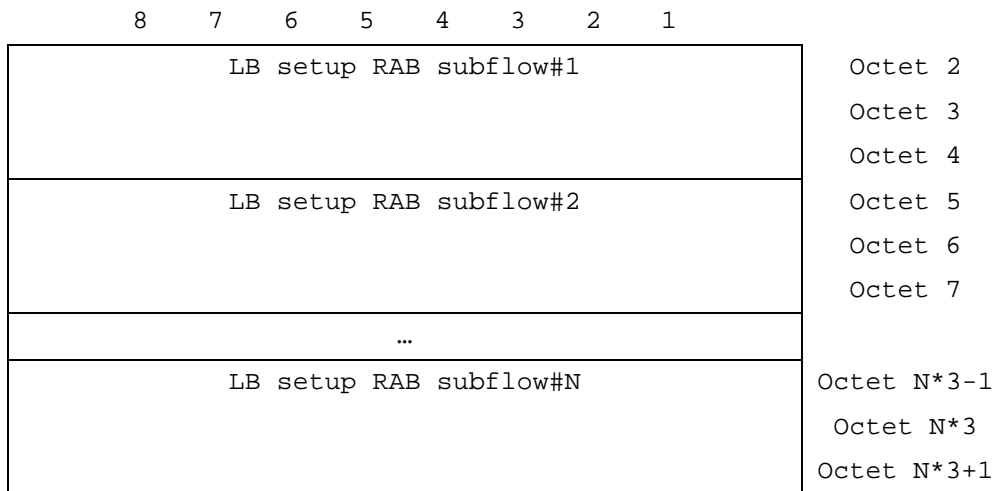 8 7 6 5 4 3 2 1
LB setup RAB subflow#1 Octet 2
Octet 3
Octet 4
LB setup RAB subflow#2 Octet 5
Octet 6
Octet 7
…
LB setup RAB subflow#N Octet N*3-1
Octet N*3
Octet N*3+1